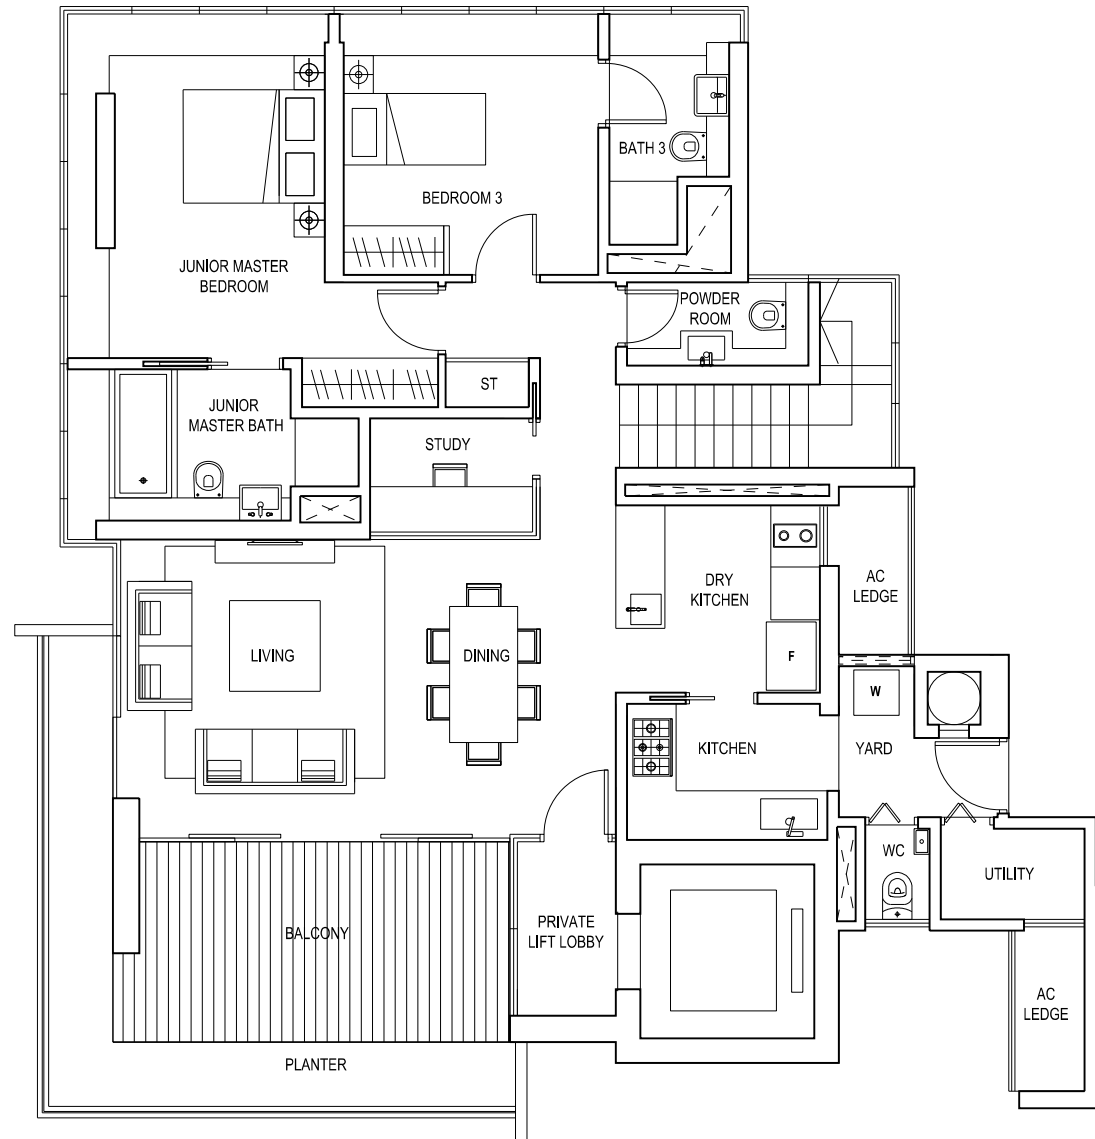 BATH 3
BEDROOM 3
JUNIOR MASTER
BEDROOM
POWDER
ROOM
ST
JUNIOR
MASTER BATH
STUDY
DRY
KITCHEN
AC
LEDGE
LIVING
DINING
F
W
KITCHEN
YARD
WC
UTILITY
BALCONY
PRIVATE
LIFT LOBBY
AC
LEDGE
PLANTER